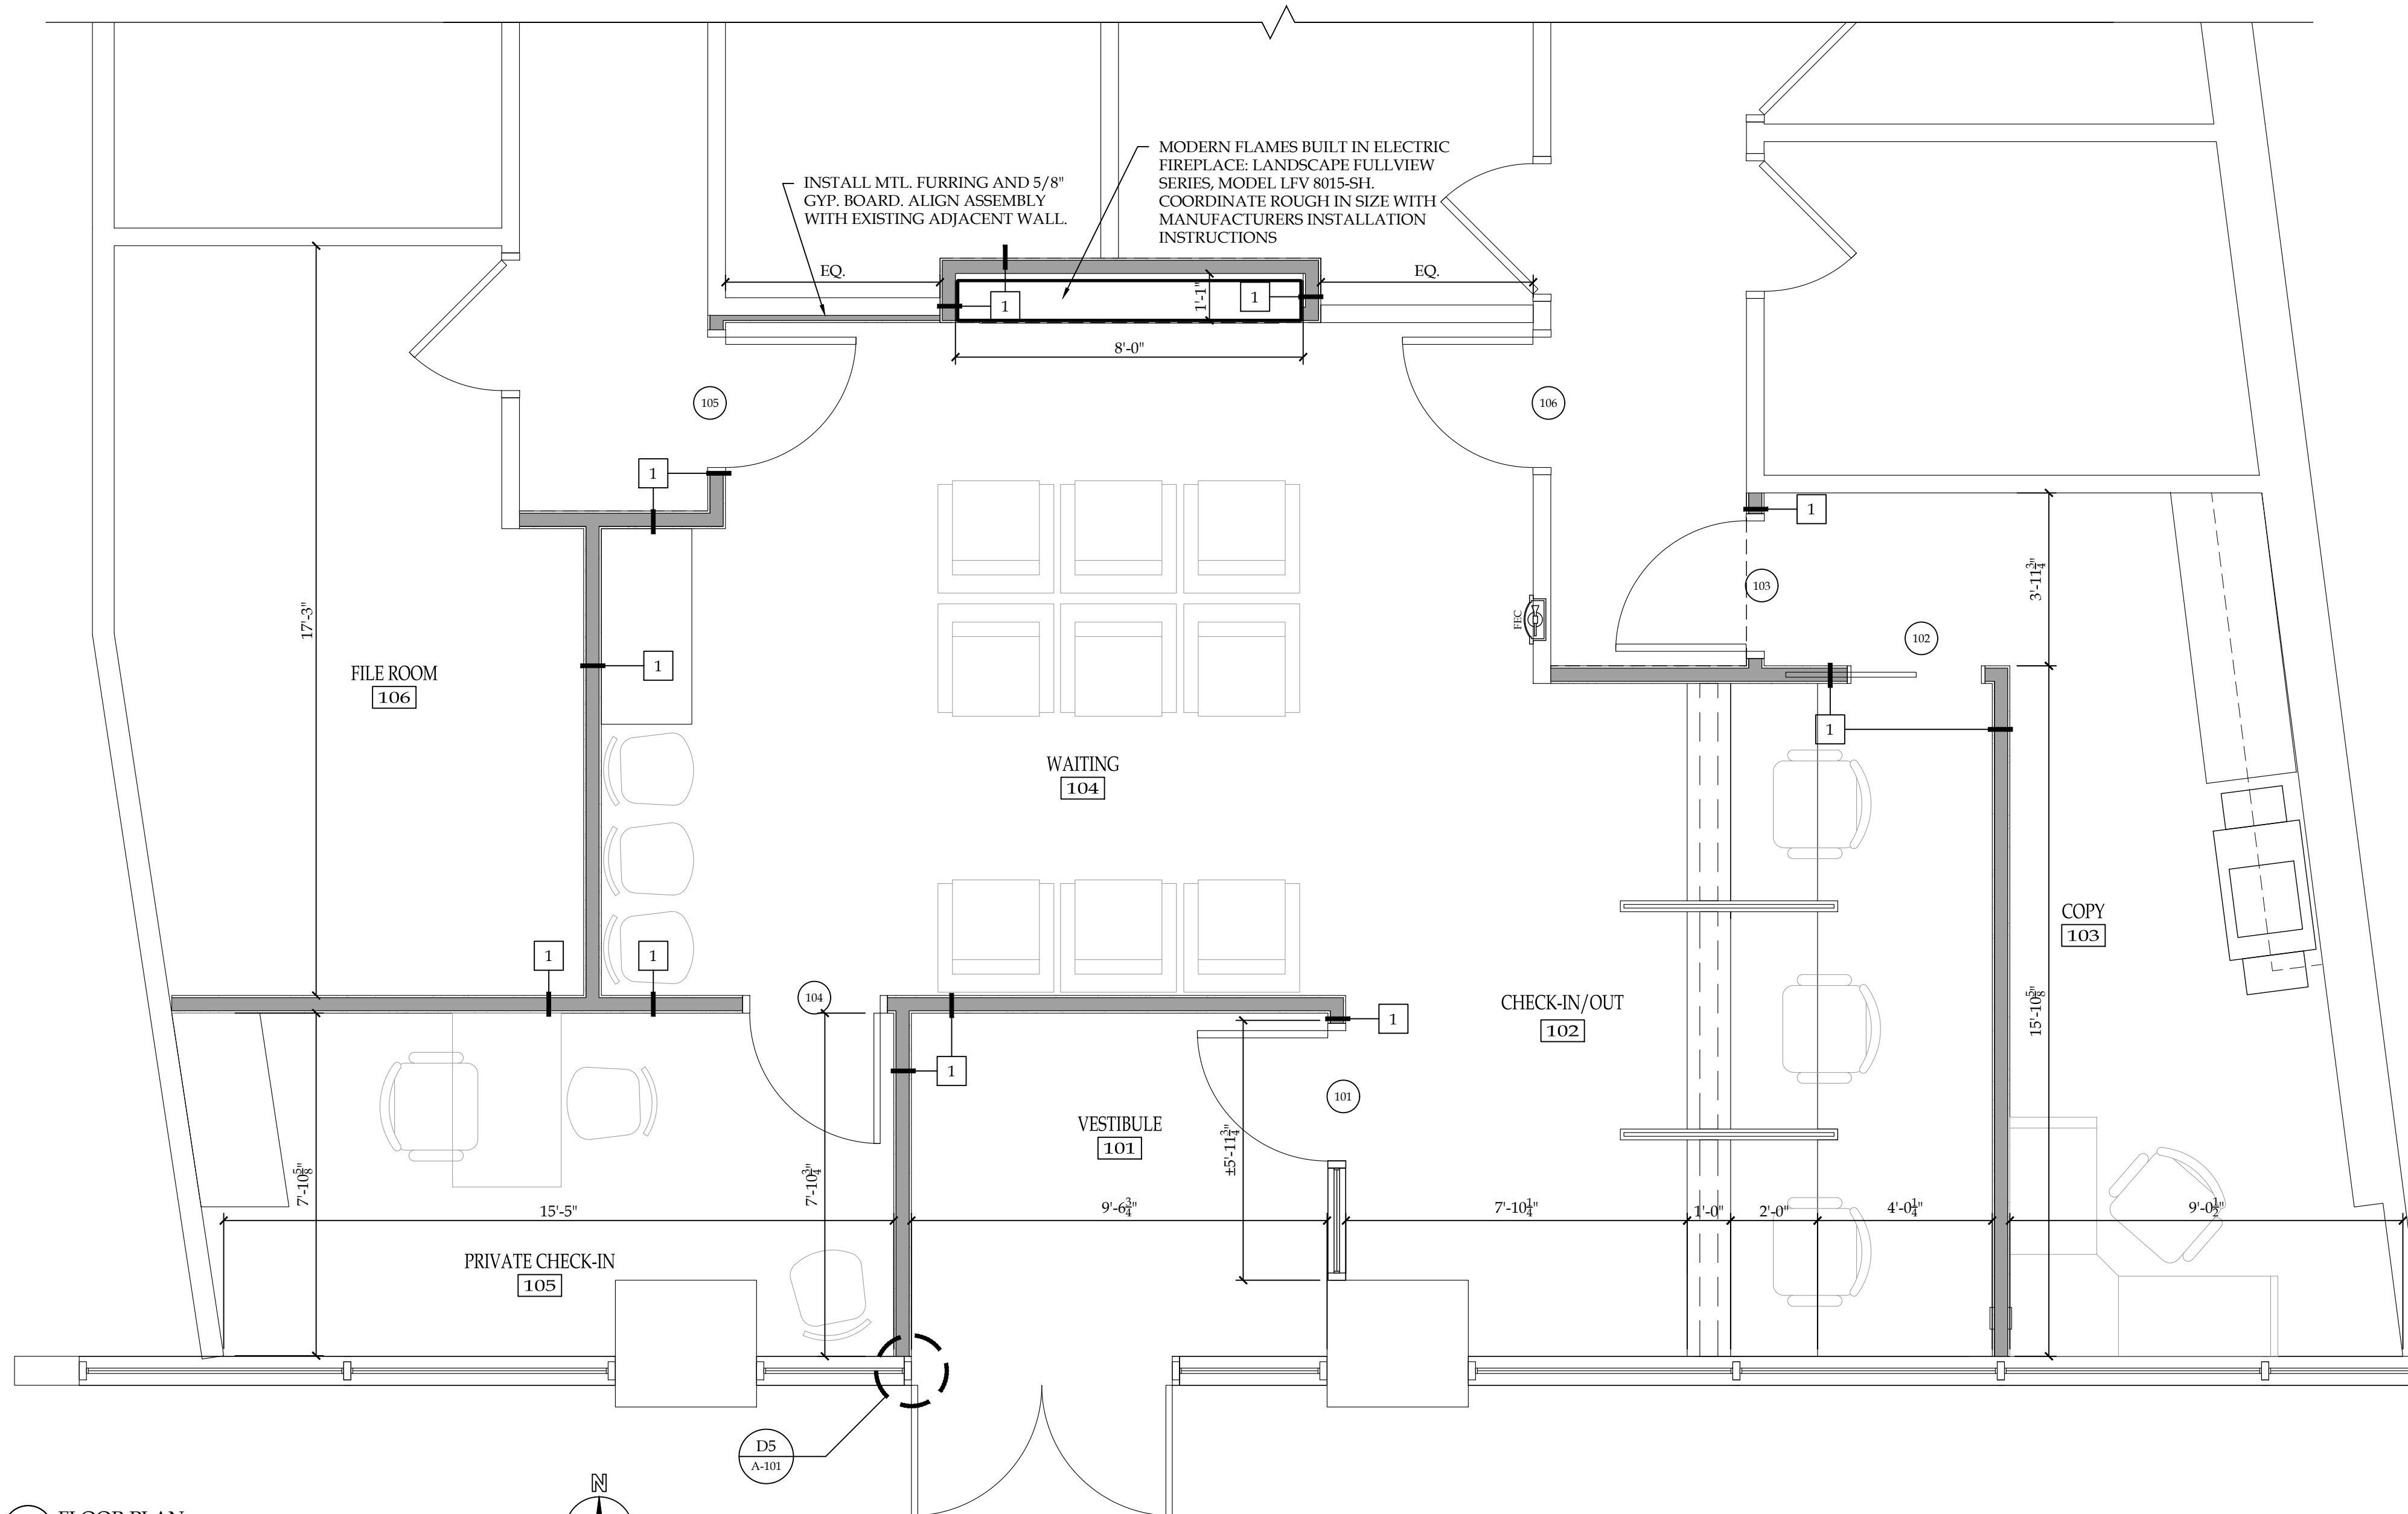 INSTALL MTL. FURRING AND 5/8"
GYP. BOARD. ALIGN ASSEMBLY
WITH EXISTING ADJACENT WALL.
MODERN FLAMES BUILT IN ELECTRIC
FIREPLACE: LANDSCAPE FULLVIEW
SERIES, MODEL LFV 8015-SH.
COORDINATE ROUGH IN SIZE WITH
MANUFACTURERS INSTALLATION
INSTRUCTIONS
EQ.
EQ.
1
1'-1"
1
8'-0"
105
106
1
1
17'-3"
FEC
103
3'-11¾"
102
FILE ROOM
106
1
1
WAITING
104
COPY
103
1
1
104
CHECK-IN/OUT
102
1
15'-10⅝"
1
101
VESTIBULE
101
±5'-11¾"
7'-10⅝"
7'-10¾"
15'-5"
9'-6¾"
7'-10¼"
1'-0"
2'-0"
4'-0¼"
9'-0½"
PRIVATE CHECK-IN
105
D5
A-101
N
FLOOR PLAN